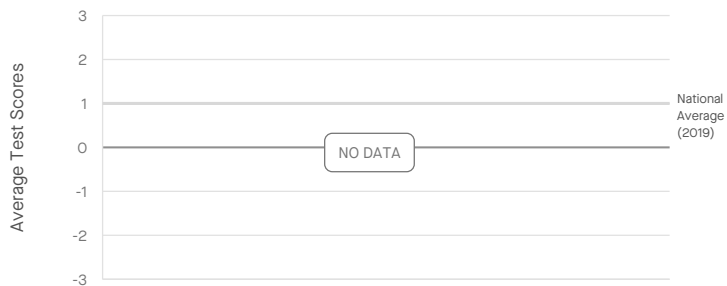 Average Test Scores
3
2
1
National
Average
(2019)
0
NO DATA
-1
-2
-3